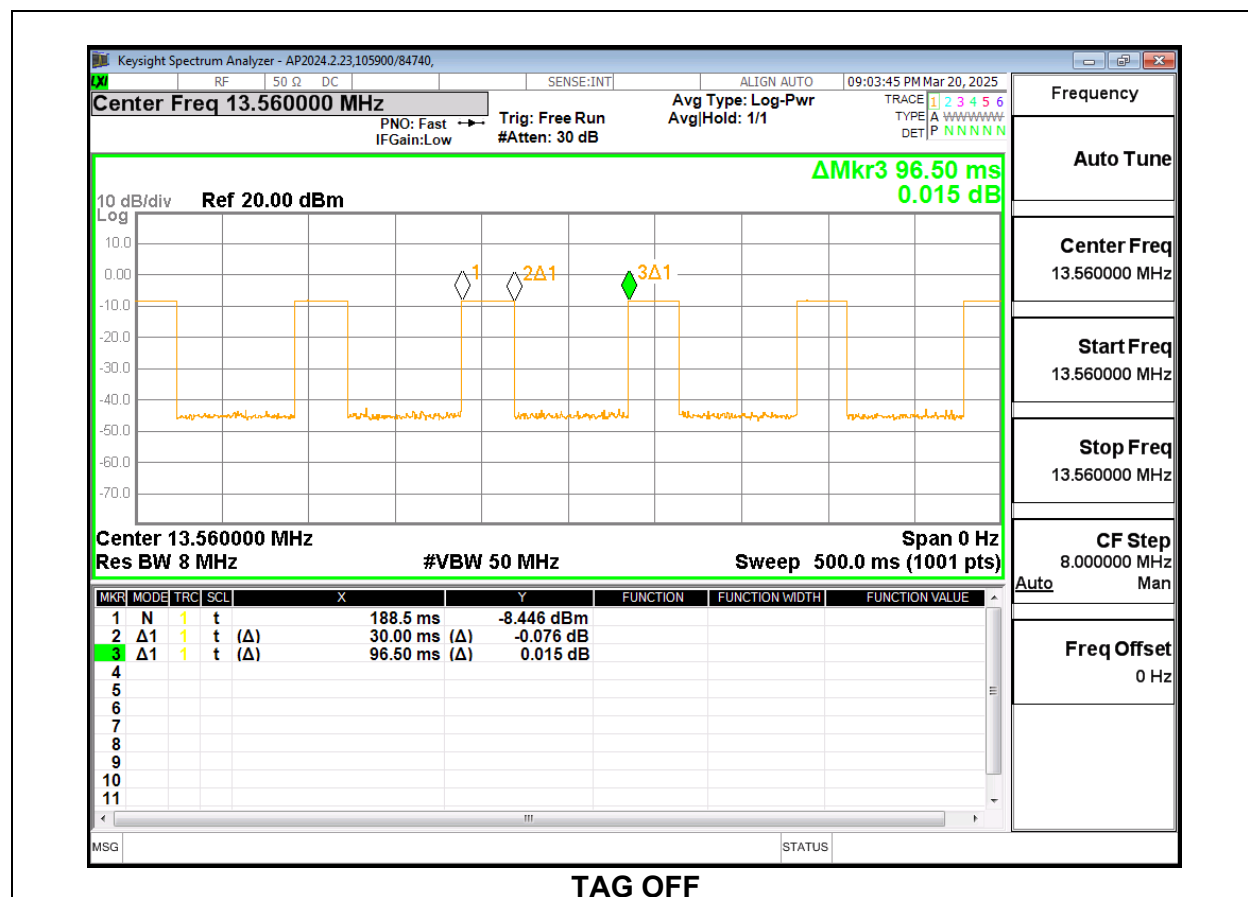 Keysight Spectrum Analyzer - AP2024.2.23,105900/84740,
LXI RF 50 Ω DC SENSE:INT ALIGN AUTO 09:03:45 PM Mar 20, 2025
Center Freq 13.560000 MHz
PNO: Fast
IFGain:Low
Trig: Free Run
#Atten: 30 dB
Avg Type: Log-Pwr
Avg|Hold: 1/1
TRACE 1 2 3 4 5 6
TYPE A WWWWW
DET P N N N N N
ΔMkr3 96.50 ms
0.015 dB
10 dB/div Ref 20.00 dBm
Log
10.0
0.00
-10.0
-20.0
-30.0
-40.0
-50.0
-60.0
-70.0
1
2Δ1
3Δ1
Center 13.560000 MHz Span 0 Hz
Res BW 8 MHz #VBW 50 MHz Sweep 500.0 ms (1001 pts)
MKR MODE TRC SCL X Y FUNCTION FUNCTION WIDTH FUNCTION VALUE
1 N 1 t 188.5 ms -8.446 dBm
2 Δ1 1 t (Δ) 30.00 ms (Δ) -0.076 dB
3 Δ1 1 t (Δ) 96.50 ms (Δ) 0.015 dB
4
5
6
7
8
9
10
11
MSG STATUS
Frequency
Auto Tune
Center Freq
13.560000 MHz
Start Freq
13.560000 MHz
Stop Freq
13.560000 MHz
CF Step
8.000000 MHz
Auto Man
Freq Offset
0 Hz
TAG OFF